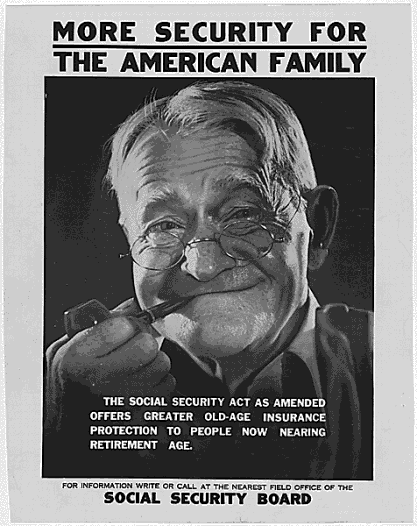 MORE SECURITY FOR
THE AMERICAN FAMILY
THE SOCIAL SECURITY ACT AS AMENDED
OFFERS GREATER OLD-AGE INSURANCE
PROTECTION TO PEOPLE NOW NEARING
RETIREMENT AGE.
FOR INFORMATION WRITE OR CALL AT THE NEAREST FIELD OFFICE OF THE
SOCIAL SECURITY BOARD